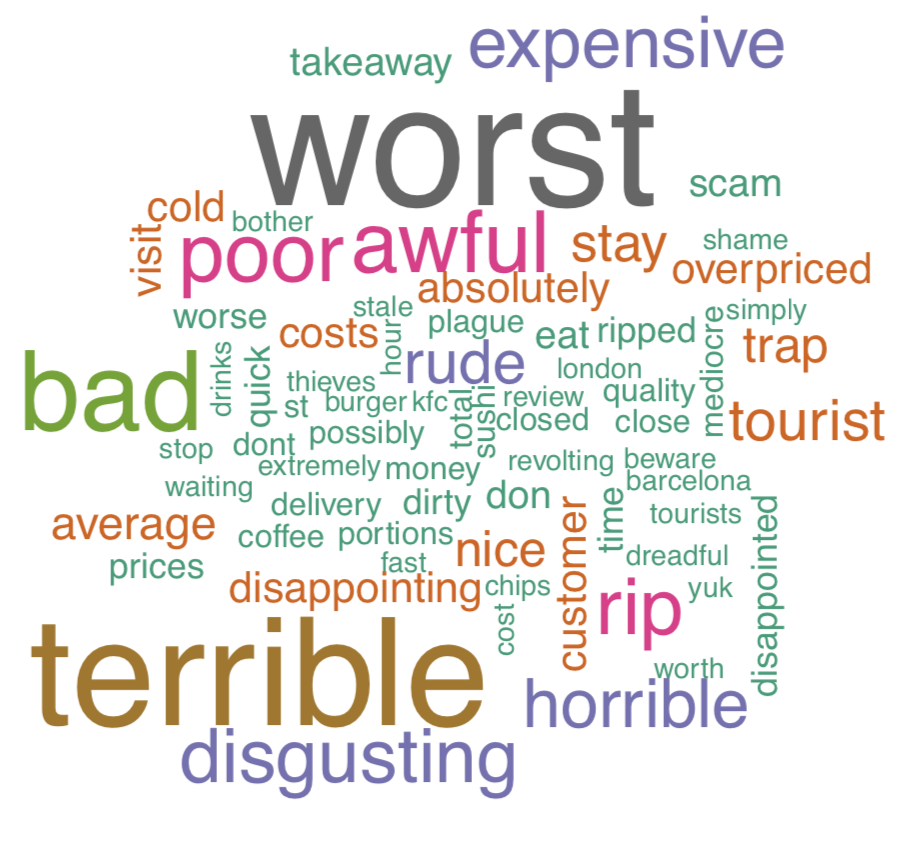 takeaway
expensive
worst
scam
cold
bother
visit
poor
awful
stay
shame
overpriced
absolutely
worse
costs
stale
hour
plague
eat
ripped
mediocre
simply
trap
bad
drinks
quick
thieves
rude
london
st
burger
kfc
total
sushi
review
quality
closed
close
tourist
stop
dont
possibly
extremely
money
revolting
beware
waiting
delivery
dirty
don
time
barcelona
average
coffee
portions
tourists
disappointed
prices
fast
nice
customer
dreadful
disappointing
chips
cost
rip
yuk
terrible
worth
horrible
disgusting